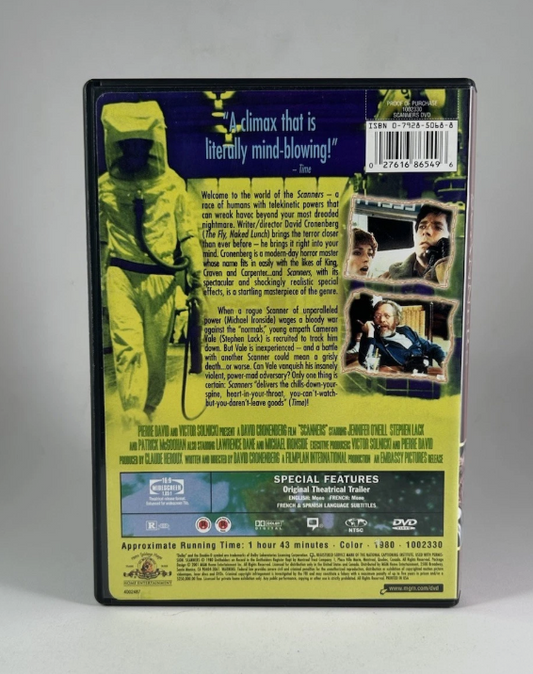 PROOF OF PURCHASE
1002330
SCANNERS DVD
ISBN 0-7928-5068-8
0 27616 86549 6
"A climax that is
literally mind-blowing!"
– Time
Welcome to the world of the Scanners – a
race of humans with telekinetic powers that
can wreak havoc beyond your most dreaded
nightmare. Writer/director David Cronenberg
(The Fly, Naked Lunch) brings the terror closer
than ever before – he brings it right into your
mind. Cronenberg is a modern-day horror master
whose name fits in easily with the likes of King,
Craven and Carpenter...and Scanners, with its
spectacular and shockingly realistic special
effects, is a startling masterpiece of the genre.
When a rogue Scanner of unparalleled
power (Michael Ironside) wages a bloody war
against the "normals," young empath Cameron
Vale (Stephen Lack) is recruited to track him
down. But Vale is inexperienced – and a battle
with another Scanner could mean a grisly
death...or worse. Can Vale vanquish his insanely
violent, power-mad adversary? Only one thing is
certain: Scanners "delivers the chills-down-your-
spine, heart-in-your-throat, you-can't-watch-
but-you-daren't-leave goods" (Time)!
PIERRE DAVID AND VICTOR SOLNICKI PRESENT A DAVID CRONENBERG FILM "SCANNERS" STARRING JENNIFER O'NEILL STEPHEN LACK
AND PATRICK McGOOHAN ALSO STARRING LAWRENCE DANE AND MICHAEL IRONSIDE EXECUTIVE PRODUCERS VICTOR SOLNICKI AND PIERRE DAVID
PRODUCED BY CLAUDE HEROUX WRITTEN AND DIRECTED BY DAVID CRONENBERG A FILMPLAN INTERNATIONAL PRODUCTION AN EMBASSY PICTURES RELEASE
16:9
WIDESCREEN
SPECIAL FEATURES
Original Theatrical Trailer
ENGLISH: Mono FRENCH: Mono
FRENCH & SPANISH LANGUAGE SUBTITLES
R
DOLBY
DIGITAL
NTSC
DVD
Approximate Running Time: 1 hour 43 minutes · Color · 1980 · 1002330
MGM
HOME ENTERTAINMENT
www.mgm.com/dvd